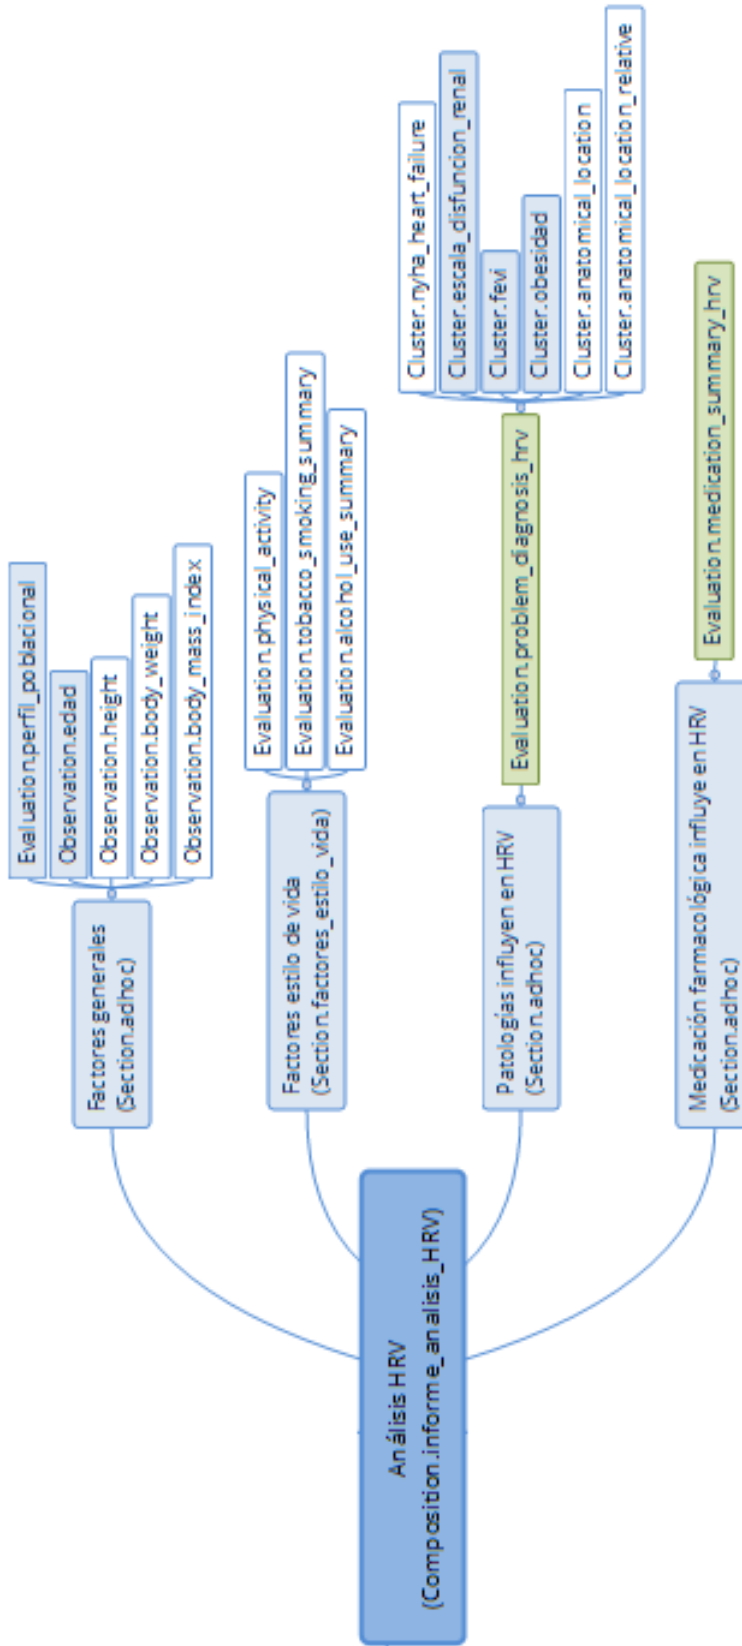 Análisis HRV
(Composition.informe_analisis_HRV)
Factores generales
(Section.adhoc)
Evaluation.perfil_poblacional
Observation.edad
Observation.height
Observation.body_weight
Observation.body_mass_index
Factores estilo de vida
(Section.factores_estilo_vida)
Evaluation.physical_activity
Evaluation.tobacco_smoking_summary
Evaluation.alcohol_use_summary
Patologías influyen en HRV
(Section.adhoc)
Evaluation.problem_diagnosis_hrv
Cluster.nyha_heart_failure
Cluster.escala_disfuncion_renal
Cluster.fevi
Cluster.obesidad
Cluster.anatomical_location
Cluster.anatomical_location_relative
Medicación farmacológica influye en HRV
(Section.adhoc)
Evaluation.medication_summary_hrv